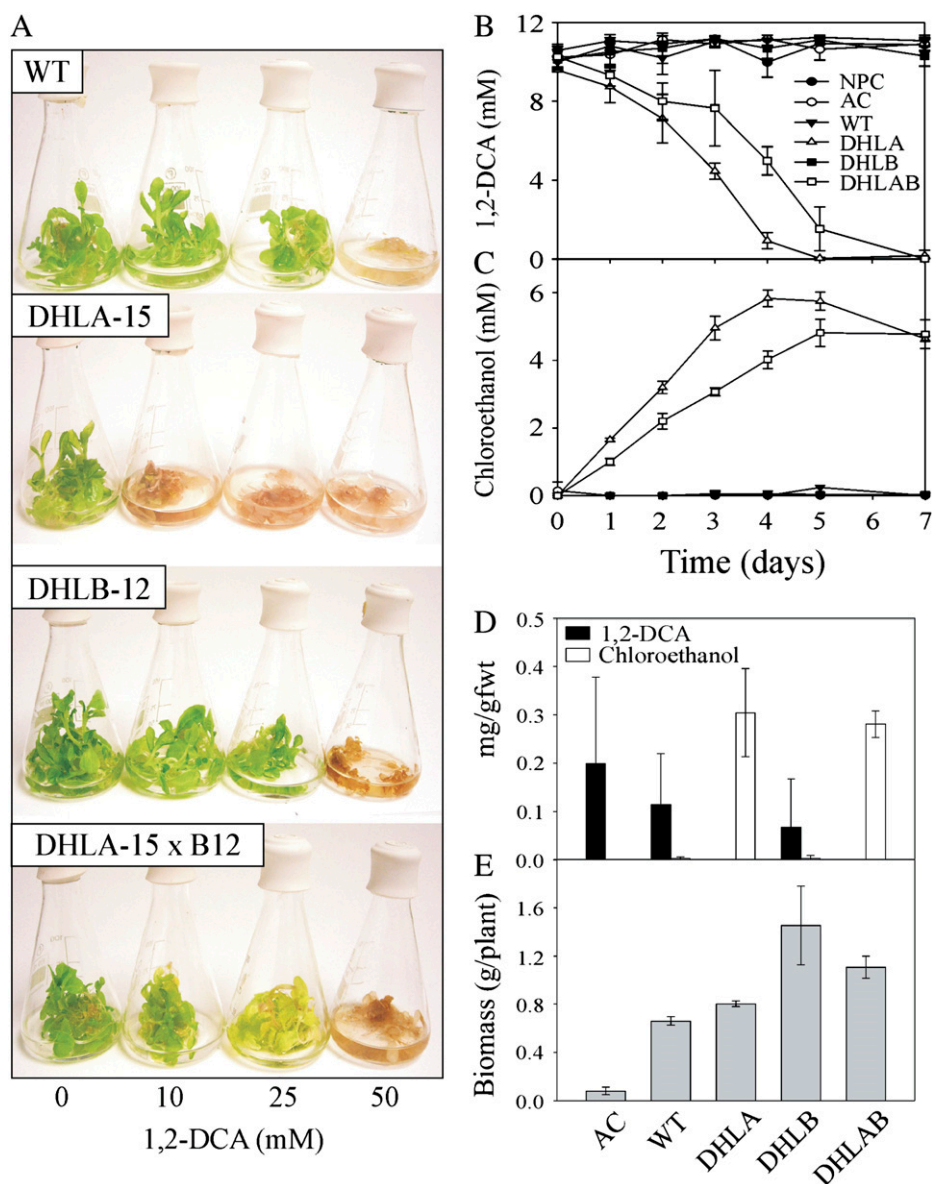 A
WT
DHLA-15
DHLB-12
DHLA-15 x B12
0 10 25 50
1,2-DCA (mM)
B
12
8
4
0
1,2-DCA (mM)
NPC
AC
WT
DHLA
DHLB
DHLAB
C
6
4
2
0
Chloroethanol (mM)
0 1 2 3 4 5 6 7
Time (days)
D
0.5
0.4
0.3
0.2
0.1
0.0
mg/gfwt
1,2-DCA
Chloroethanol
E
1.6
1.2
0.8
0.4
0.0
Biomass (g/plant)
AC WT DHLA DHLB DHLAB